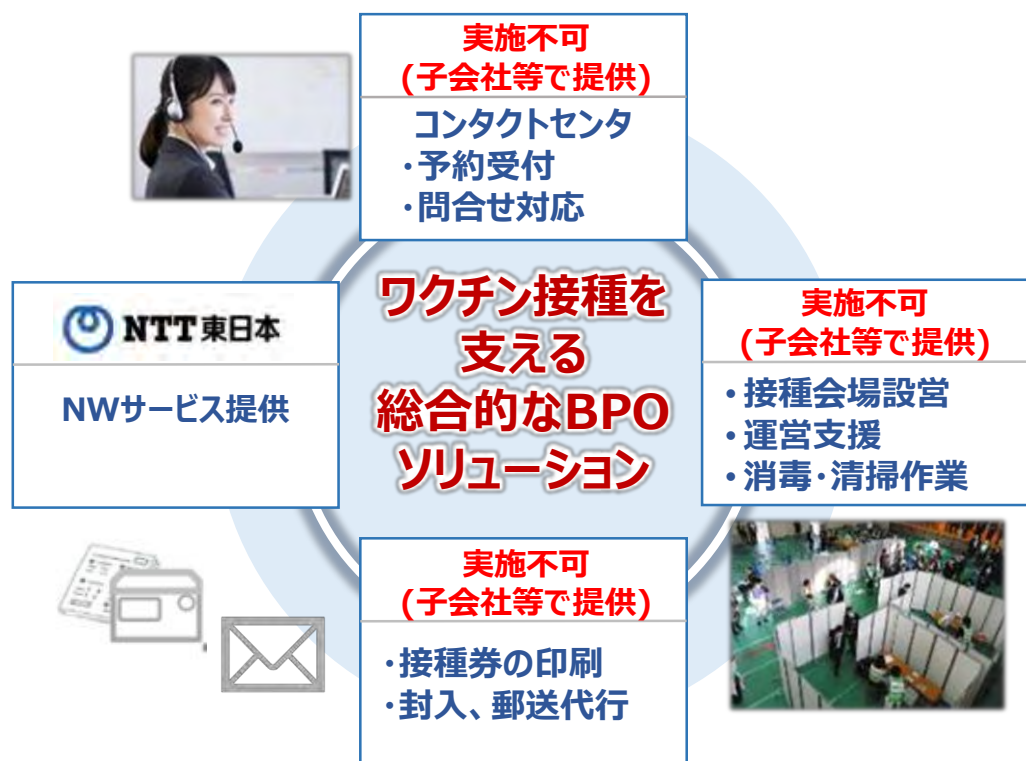 実施不可
(子会社等で提供)
コンタクトセンタ
・予約受付
・問合せ対応
NTT東日本
NWサービス提供
ワクチン接種を
支える
総合的なBPO
ソリューション
実施不可
(子会社等で提供)
・接種会場設営
・運営支援
・消毒・清掃作業
実施不可
(子会社等で提供)
・接種券の印刷
・封入、郵送代行